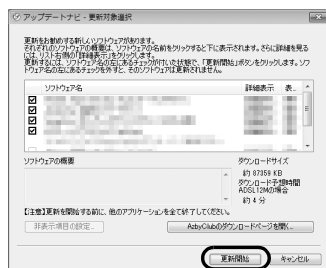 アップデートナビ - 更新対象選択
更新をお勧めする新しいソフトウェアがあります。
それぞれのソフトウェアの概要は、ソフトウェアの名前をクリックすると下に表示されます。さらに詳細を見る
には、リスト右側の「詳細表示」をクリックします。
更新するには、ソフトウェア名の左にあるチェックが付いた状態で、「更新開始」ボタンをクリックします。ソフ
トウェア名の左にあるチェックを外すと、そのソフトウェアは更新されません。
ソフトウェア名 詳細表示 表...
ソフトウェアの概要 ダウンロードサイズ
約 87359 KB
ダウンロード予想時間
ADSL12Mの場合
約 4 分
【注意】更新を開始する前に、他のアプリケーションを全て終了してください。
非表示項目の設定... AzbyClubのダウンロードページを開く...
更新開始 キャンセル